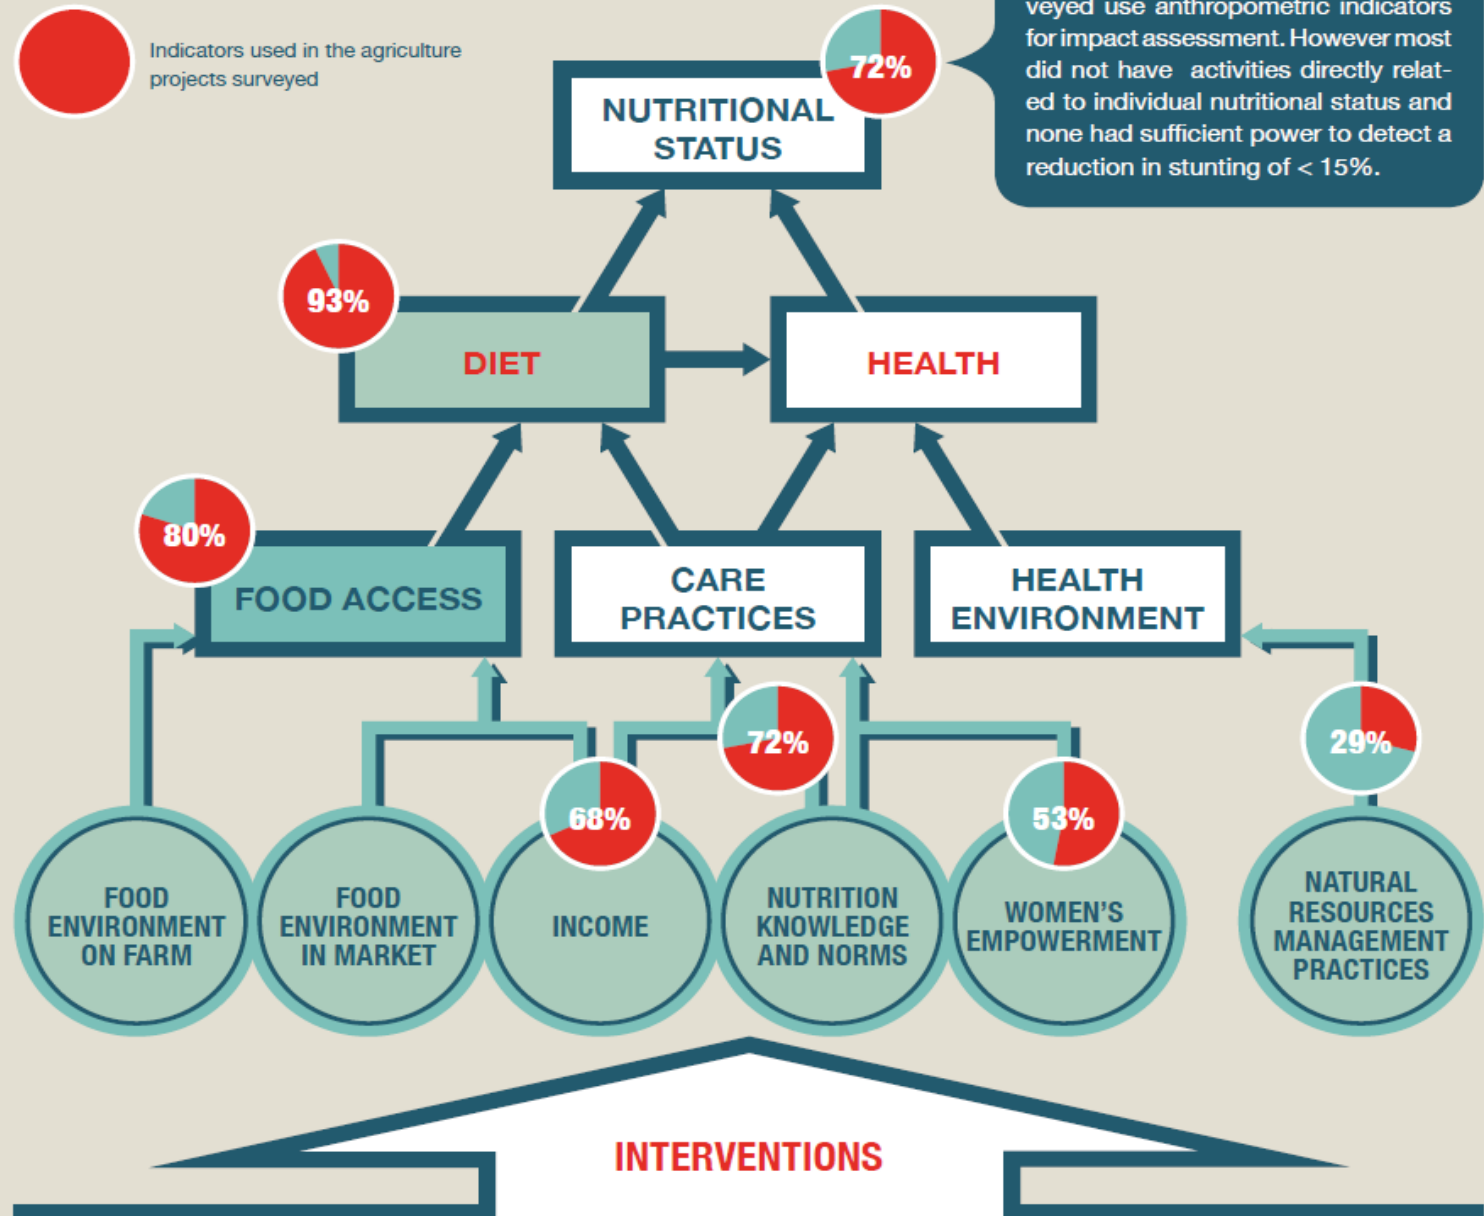 Indicators used in the agriculture
projects surveyed
72%
veyed use anthropometric indicators
for impact assessment. However most
did not have activities directly relat-
ed to individual nutritional status and
none had sufficient power to detect a
reduction in stunting of < 15%.
NUTRITIONAL
STATUS
93%
DIET
HEALTH
80%
FOOD ACCESS
CARE
PRACTICES
HEALTH
ENVIRONMENT
72%
29%
68%
53%
FOOD
ENVIRONMENT
ON FARM
FOOD
ENVIRONMENT
IN MARKET
INCOME
NUTRITION
KNOWLEDGE
AND NORMS
WOMEN'S
EMPOWERMENT
NATURAL
RESOURCES
MANAGEMENT
PRACTICES
INTERVENTIONS